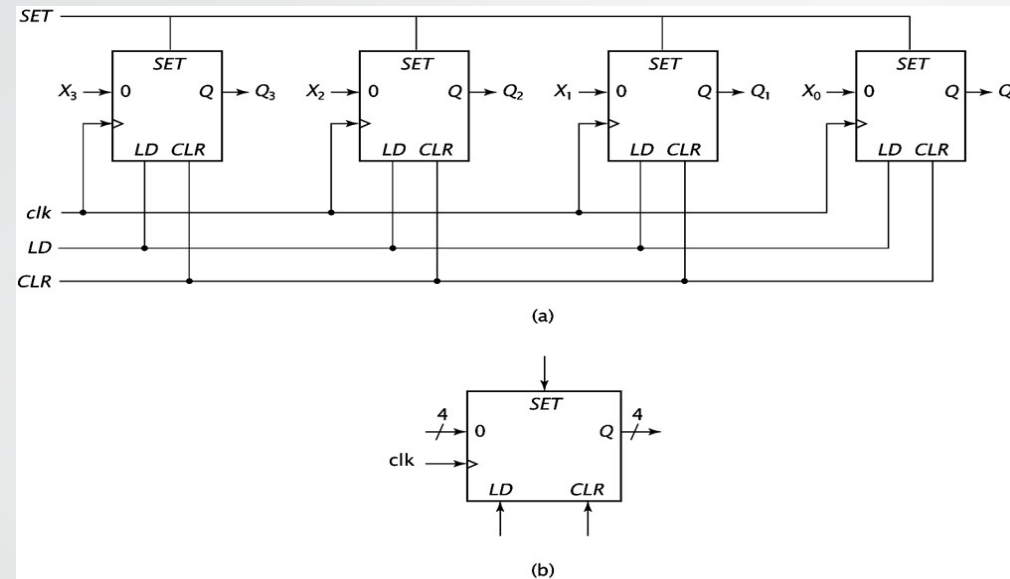 SET
SET SET SET SET
X₃ 0 Q Q₃ X₂ 0 Q Q₂ X₁ 0 Q Q₁ X₀ 0 Q Q
LD CLR LD CLR LD CLR LD CLR
clk
LD
CLR
(a)
SET
4 4
0 Q
clk
LD CLR
(b)